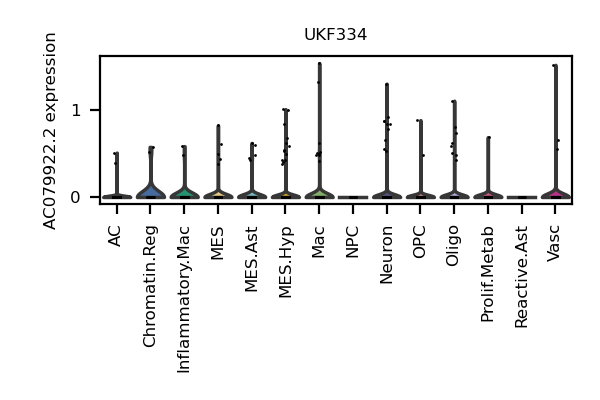 UKF334
AC079922.2 expression
1
0
AC
Chromatin.Reg
Inflammatory.Mac
MES
MES.Ast
MES.Hyp
Mac
NPC
Neuron
OPC
Oligo
Prolif.Metab
Reactive.Ast
Vasc